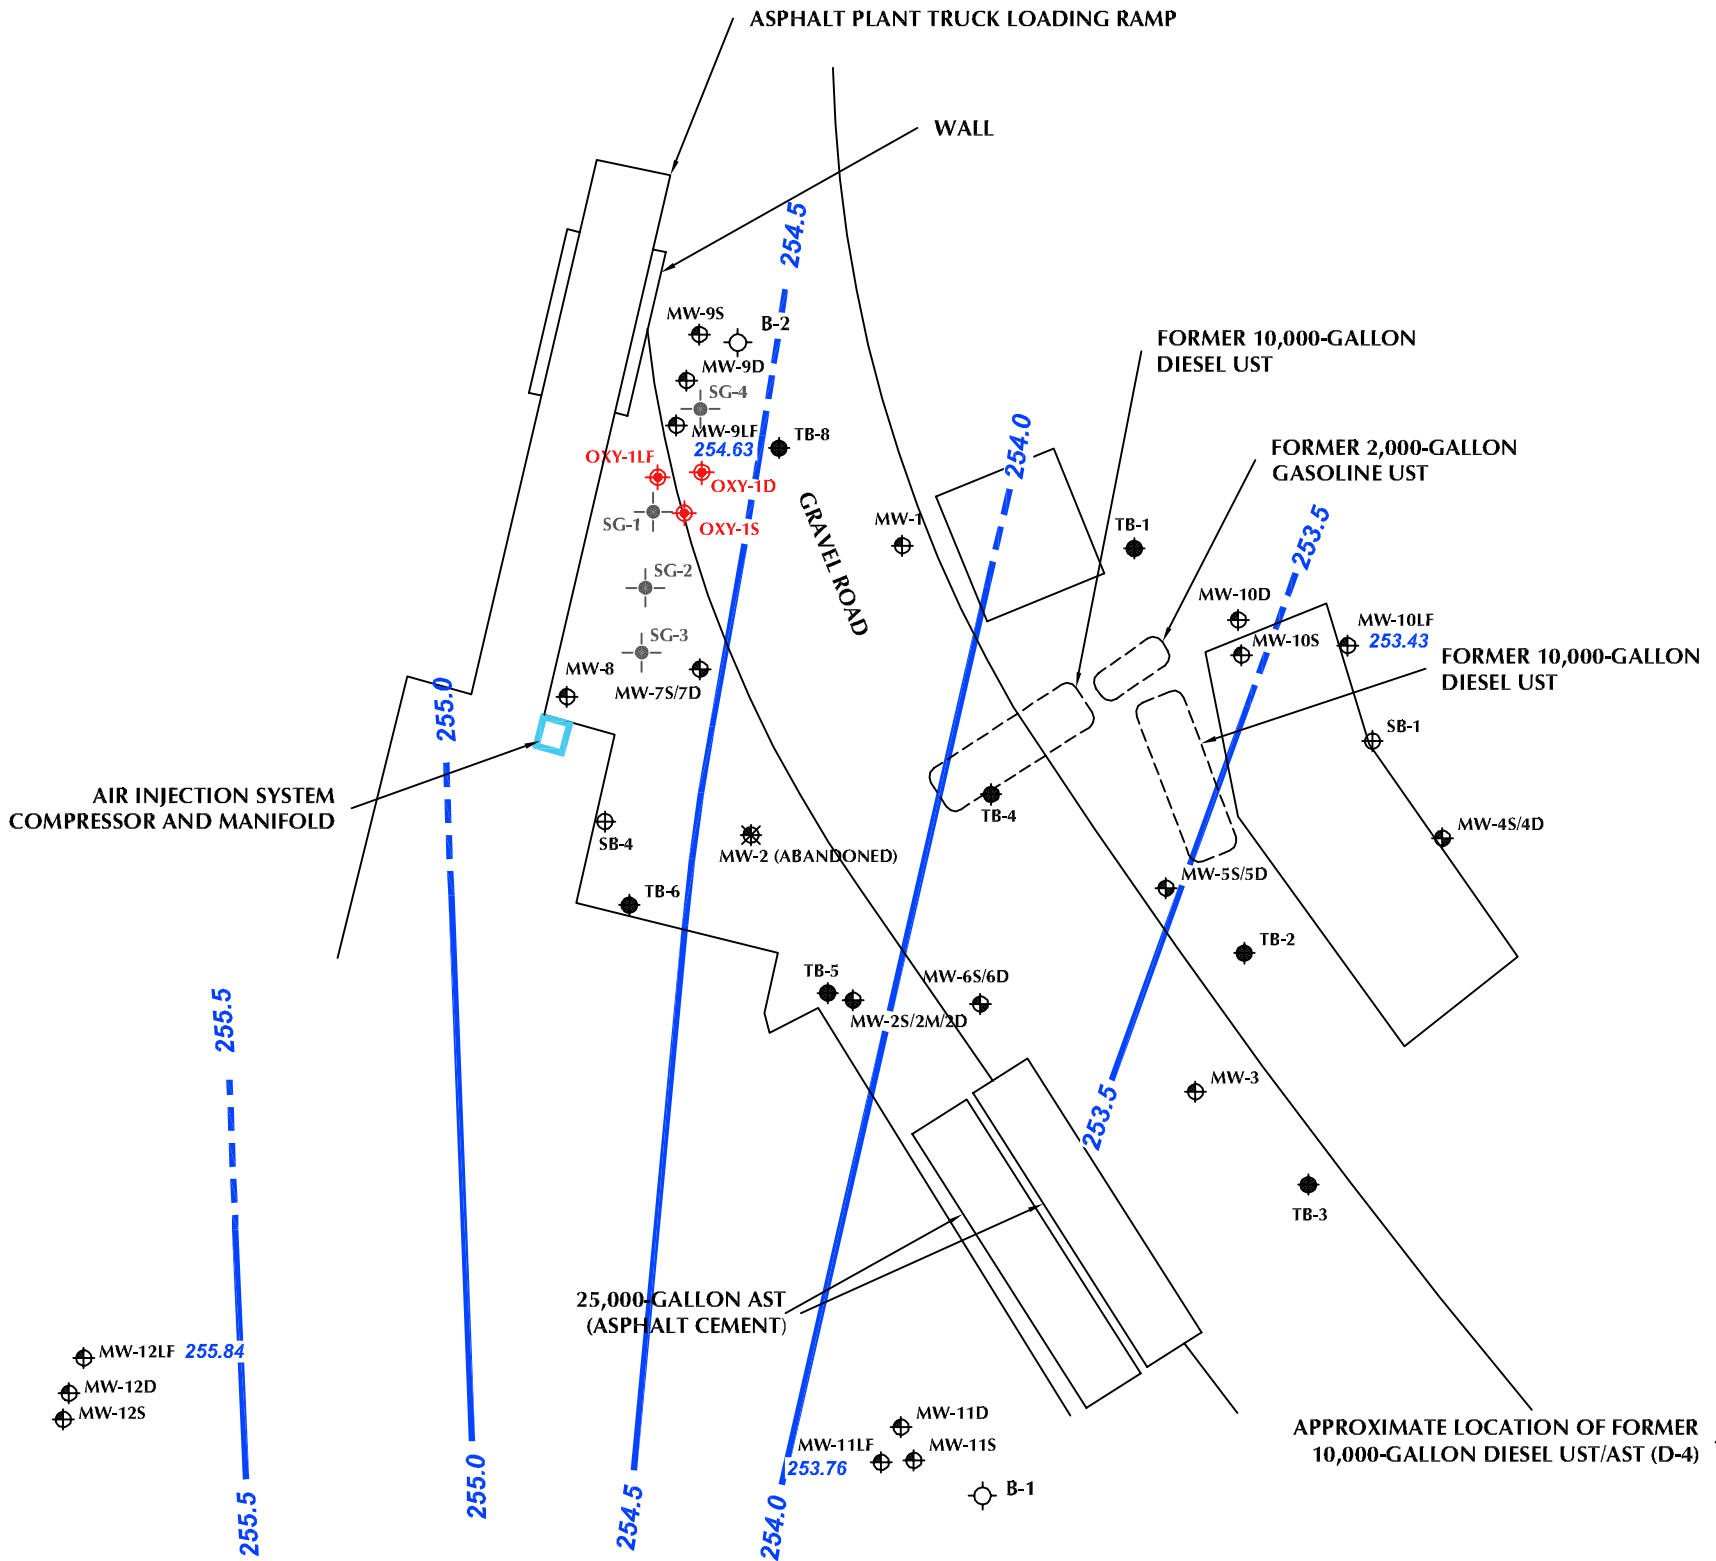 ASPHALT PLANT TRUCK LOADING RAMP
WALL
254.5
MW-9S
B-2
MW-9D
SG-4
MW-9LF
254.63
TB-8
OXY-1LF
OXY-1D
SG-1
OXY-1S
GRAVEL ROAD
SG-2
SG-3
MW-8
MW-7S/7D
255.0
FORMER 10,000-GALLON
DIESEL UST
254.0
FORMER 2,000-GALLON
GASOLINE UST
MW-1
TB-1
253.5
MW-10D
MW-10S
MW-10LF
253.43
FORMER 10,000-GALLON
DIESEL UST
SB-1
AIR INJECTION SYSTEM
COMPRESSOR AND MANIFOLD
SB-4
MW-2 (ABANDONED)
TB-4
MW-4S/4D
MW-5S/5D
TB-6
TB-2
TB-5
MW-6S/6D
MW-2S/2M/2D
255.5
MW-3
253.5
TB-3
25,000-GALLON AST
(ASPHALT CEMENT)
MW-12LF 255.84
MW-12D
MW-12S
MW-11D
MW-11LF
MW-11S
253.76
B-1
APPROXIMATE LOCATION OF FORMER
10,000-GALLON DIESEL UST/AST (D-4)
255.5
255.0
254.5
254.0